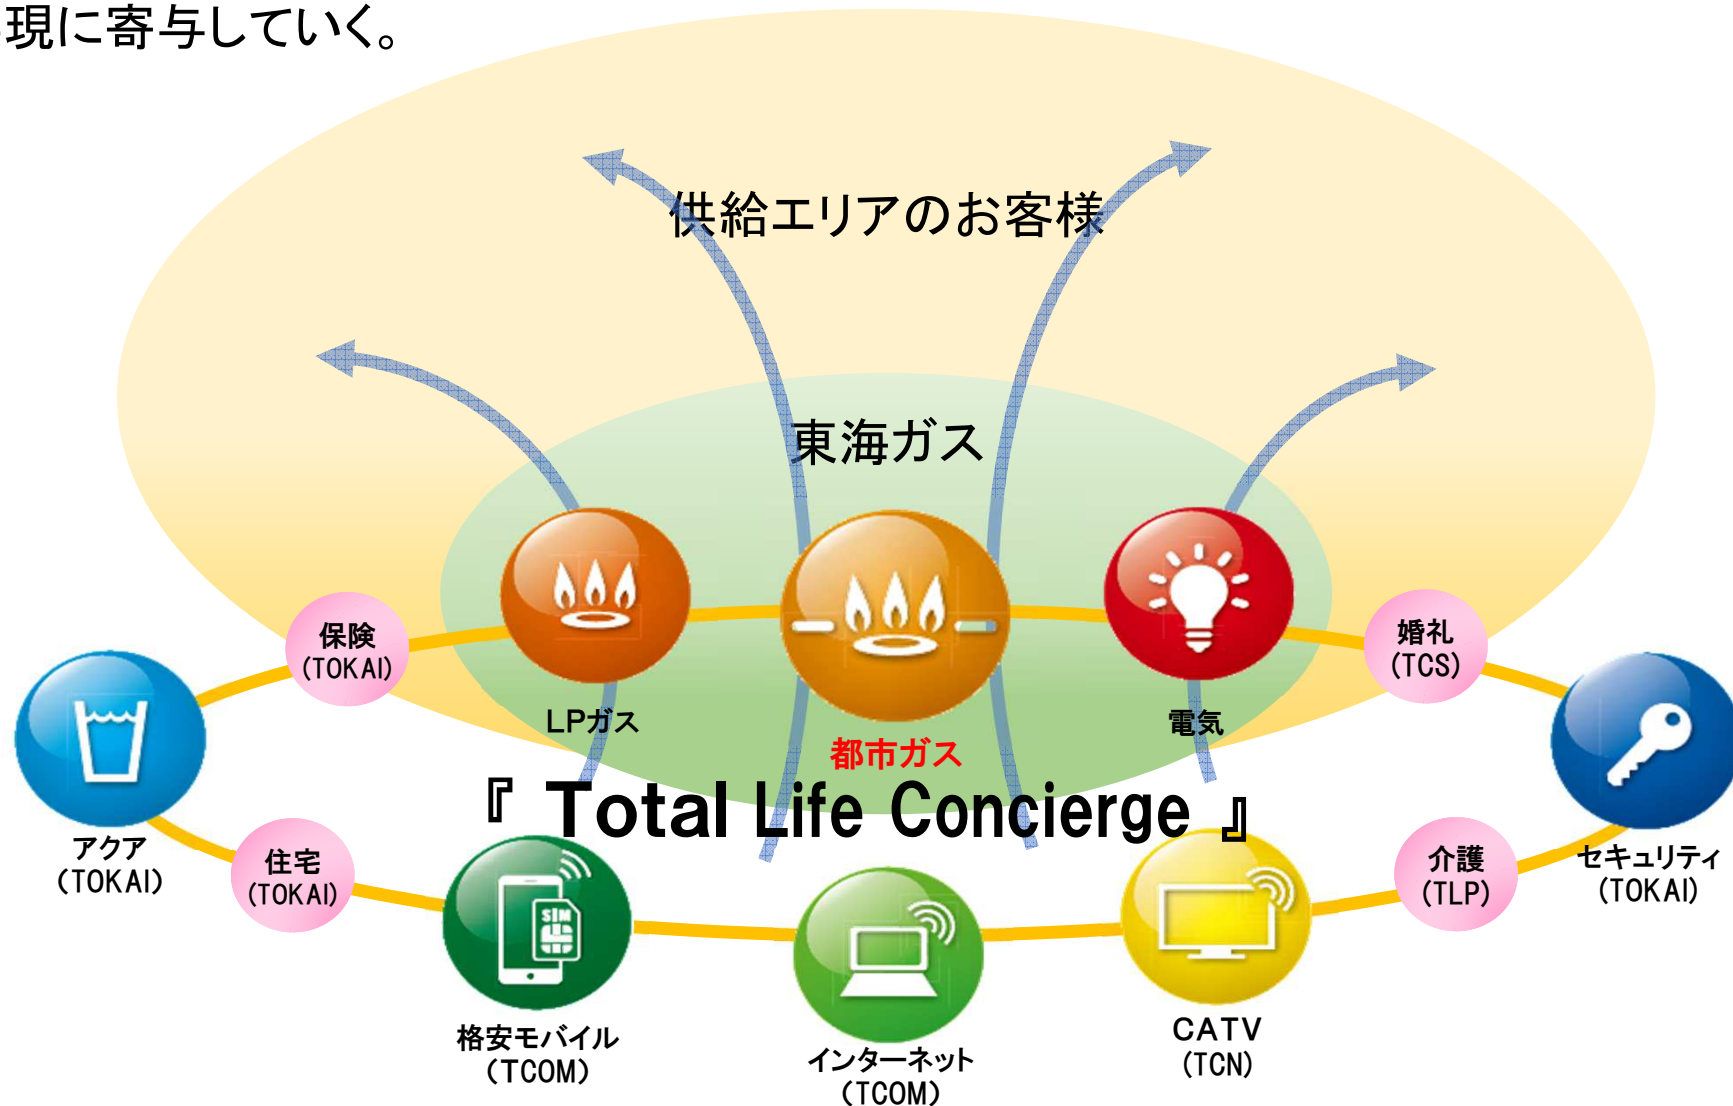 現に寄与していく。
供給エリアのお客様
東海ガス
保険
(TOKAI)
婚礼
(TCS)
LPガス
都市ガス
電気
『 Total Life Concierge 』
アクア
(TOKAI)
住宅
(TOKAI)
SIM
介護
(TLP)
セキュリティ
(TOKAI)
格安モバイル
(TCOM)
インターネット
(TCOM)
CATV
(TCN)